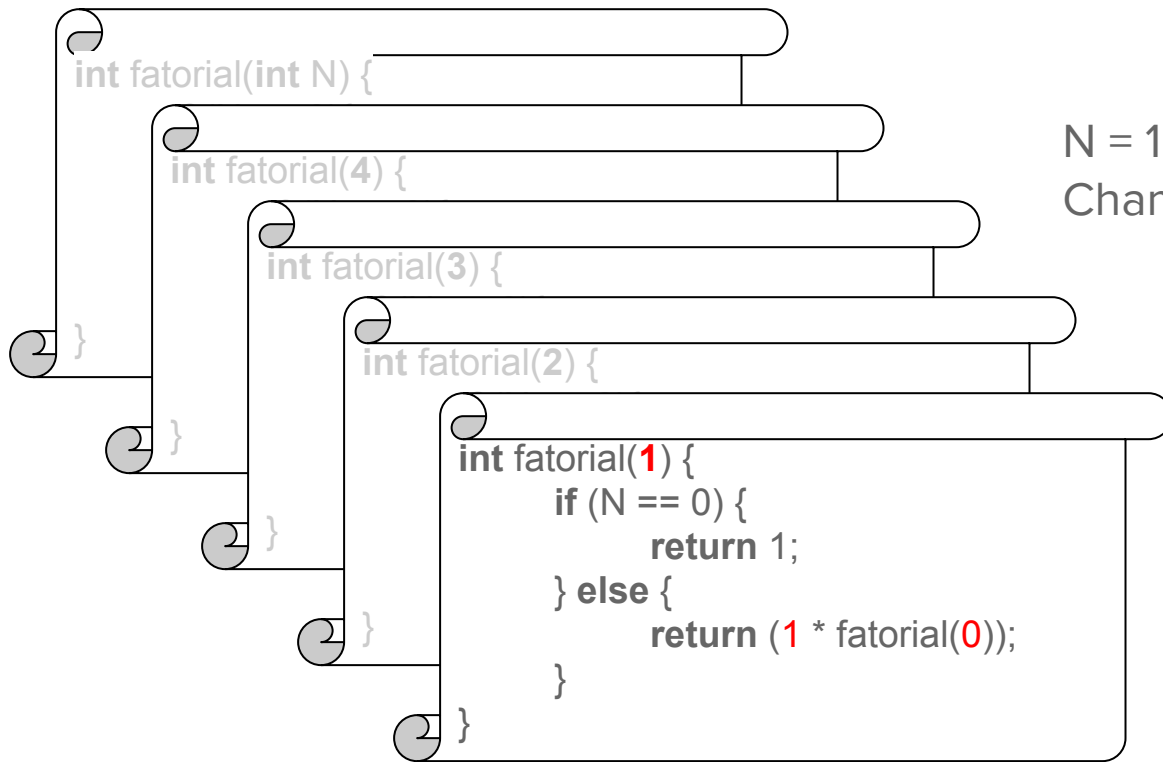 int fatorial(int N) {
int fatorial(4) {
int fatorial(3) {
int fatorial(2) {
int fatorial(1) {
if (N == 0) {
return 1;
} else {
return (1 * fatorial(0));
}
}
}
}
}
}
N = 1